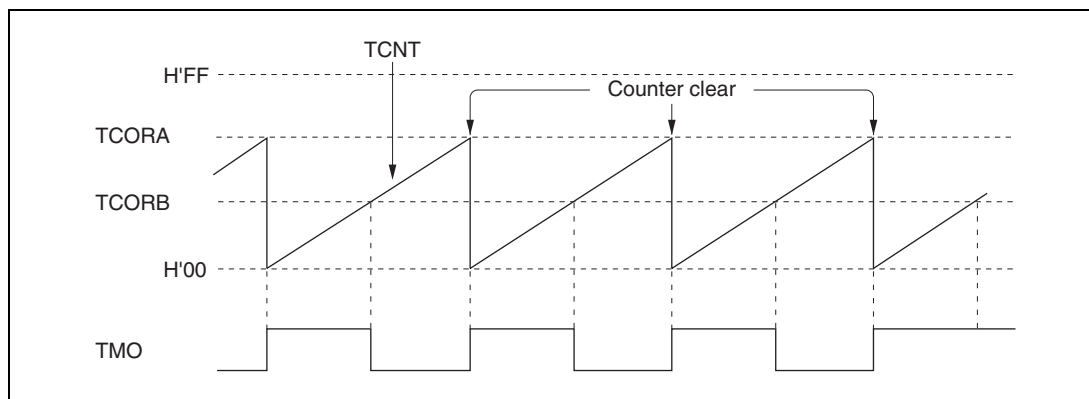 TCNT
H'FF
Counter clear
TCORA
TCORB
H'00
TMO